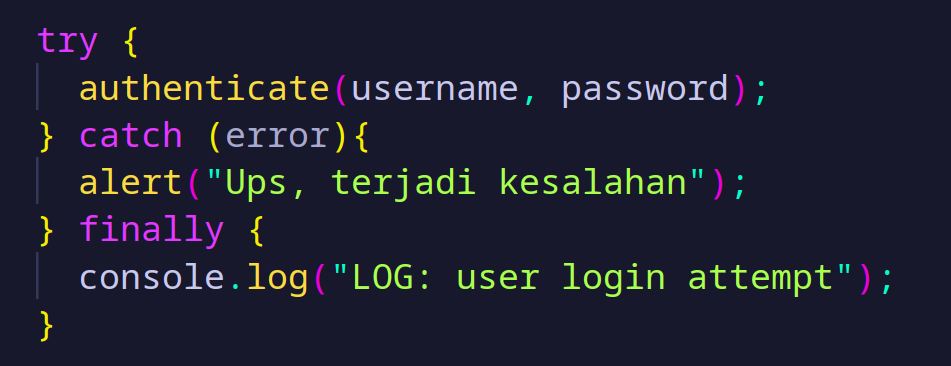 try {
  authenticate(username, password);
} catch (error){
  alert("Ups, terjadi kesalahan");
} finally {
  console.log("LOG: user login attempt");
}